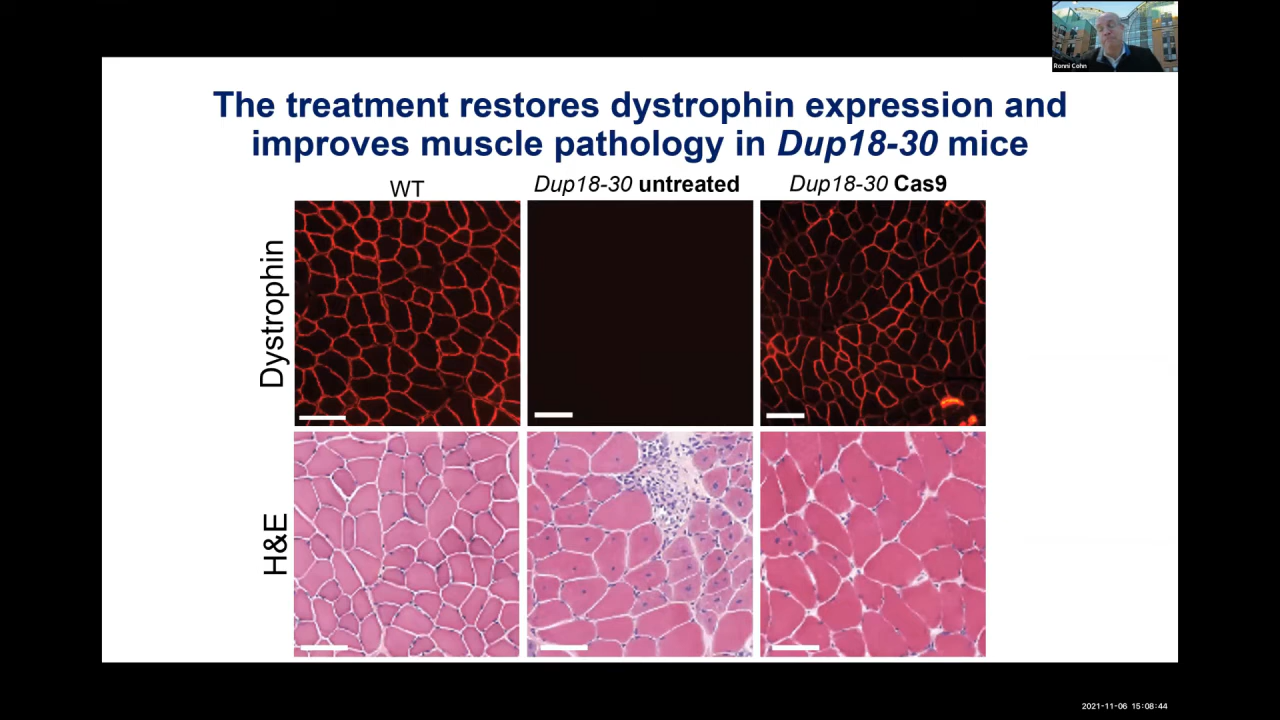 Ronni Cohn
The treatment restores dystrophin expression and
improves muscle pathology in Dup18-30 mice
WT
Dup18-30 untreated
Dup18-30 Cas9
Dystrophin
H&E
2021-11-06 15:08:44